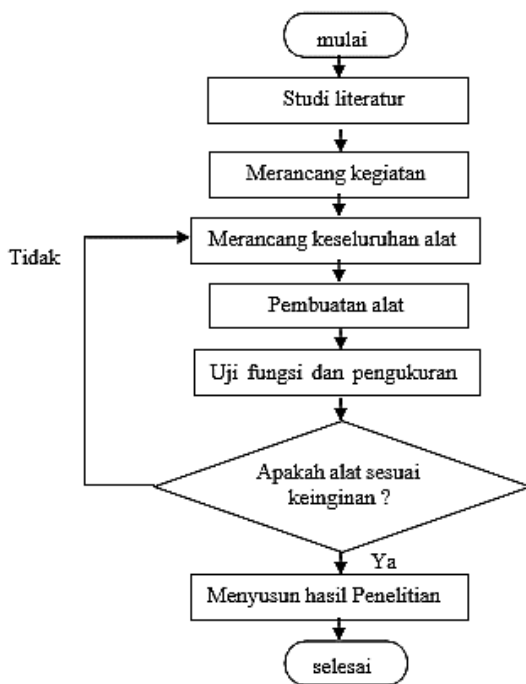 mulai
Studi literatur
Merancang kegiatan
Merancang keseluruhan alat
Tidak
Pembuatan alat
Uji fungsi dan pengukuran
Apakah alat sesuai
keinginan ?
Ya
Menyusun hasil Penelitian
selesai